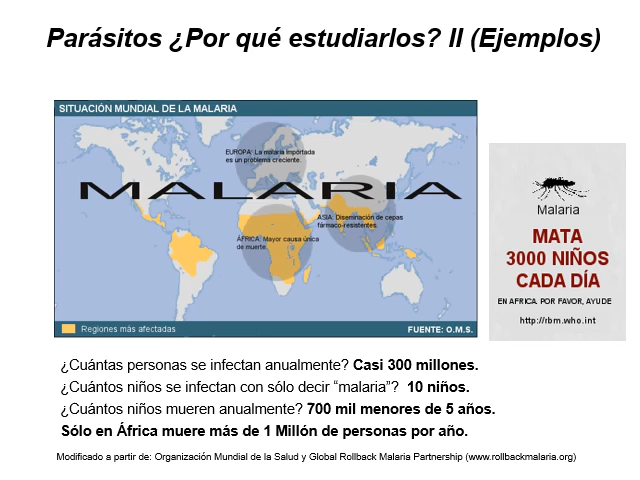 Parásitos ¿Por qué estudiarlos? II (Ejemplos)
SITUACIÓN MUNDIAL DE LA MALARIA
EUROPA: La malaria importada
es un problema creciente.
MALARIA
ASIA: Diseminación de cepas
fármaco-resistentes.
ÁFRICA: Mayor causa única
de muerte.
Regiones más afectadas
FUENTE: O.M.S.
Malaria
MATA
3000 NIÑOS
CADA DÍA
EN AFRICA. POR FAVOR, AYUDE
http://rbm.who.int
¿Cuántas personas se infectan anualmente? Casi 300 millones.
¿Cuántos niños se infectan con sólo decir “malaria”? 10 niños.
¿Cuántos niños mueren anualmente? 700 mil menores de 5 años.
Sólo en África muere más de 1 Millón de personas por año.
Modificado a partir de: Organización Mundial de la Salud y Global Rollback Malaria Partnership (www.rollbackmalaria.org)